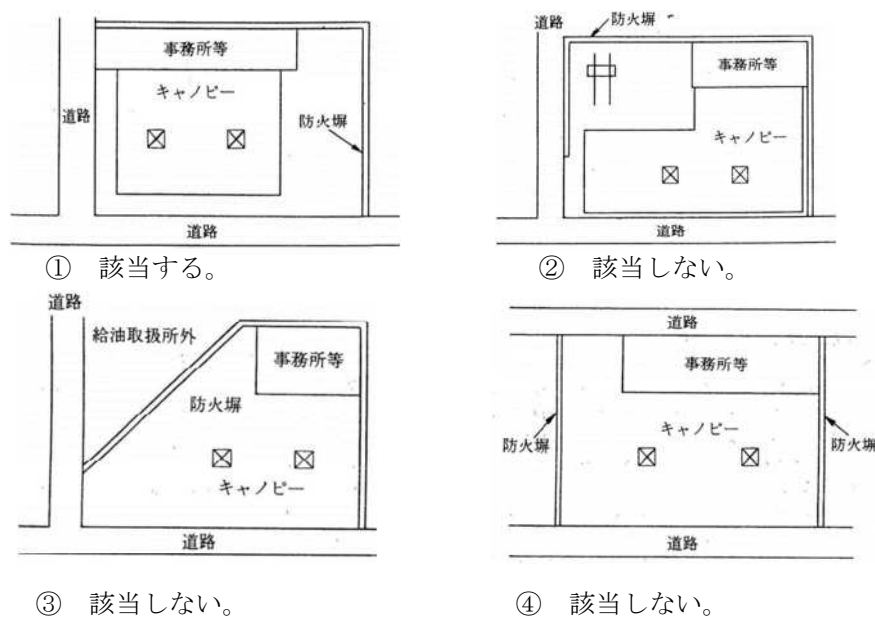 事務所等
キャノピー
道路
防火塀
道路
① 該当する。
道路
防火塀
事務所等
キャノピー
道路
② 該当しない。
道路
給油取扱所外
事務所等
防火塀
キャノピー
道路
③ 該当しない。
道路
事務所等
キャノピー
防火塀
防火塀
道路
④ 該当しない。